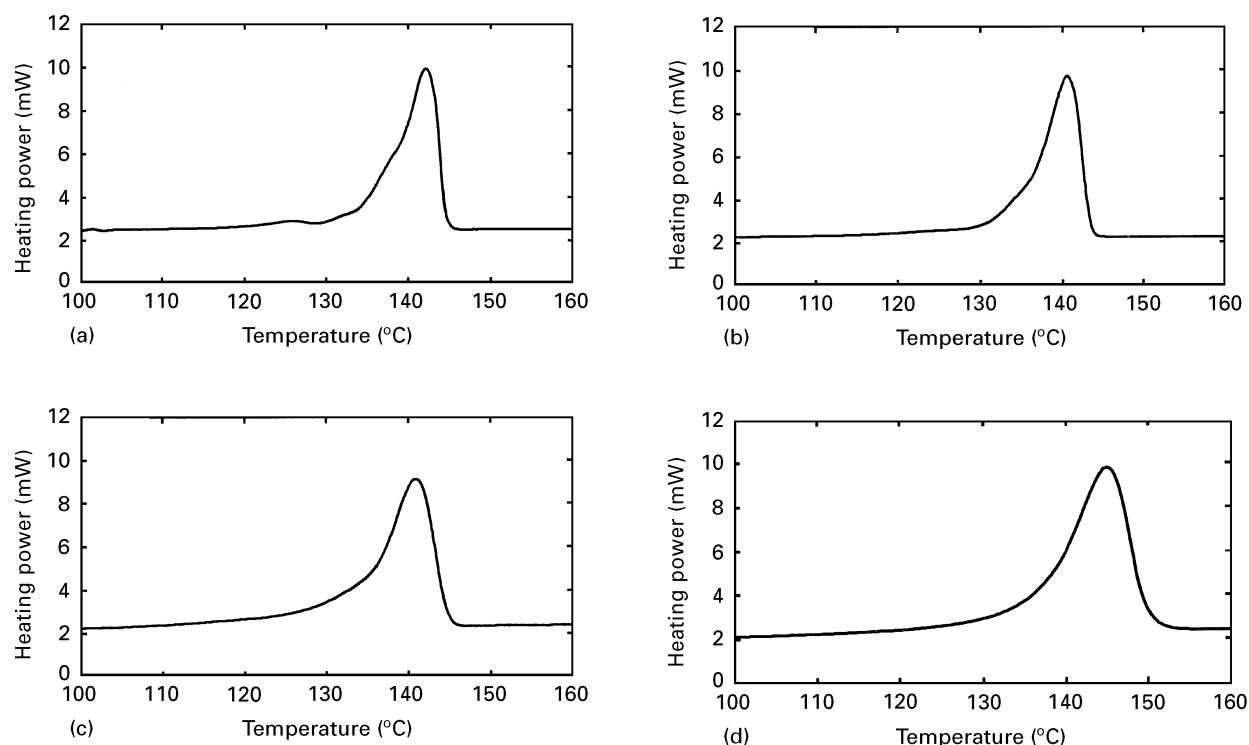 12
10
8
6
4
2
0
Heating power (mW)
100 110 120 130 140 150 160
(a) Temperature (°C)
12
10
8
6
4
2
0
Heating power (mW)
100 110 120 130 140 150 160
(b) Temperature (°C)
12
10
8
6
4
2
0
Heating power (mW)
100 110 120 130 140 150 160
(c) Temperature (°C)
12
10
8
6
4
2
0
Heating power (mW)
100 110 120 130 140 150 160
(d) Temperature (°C)